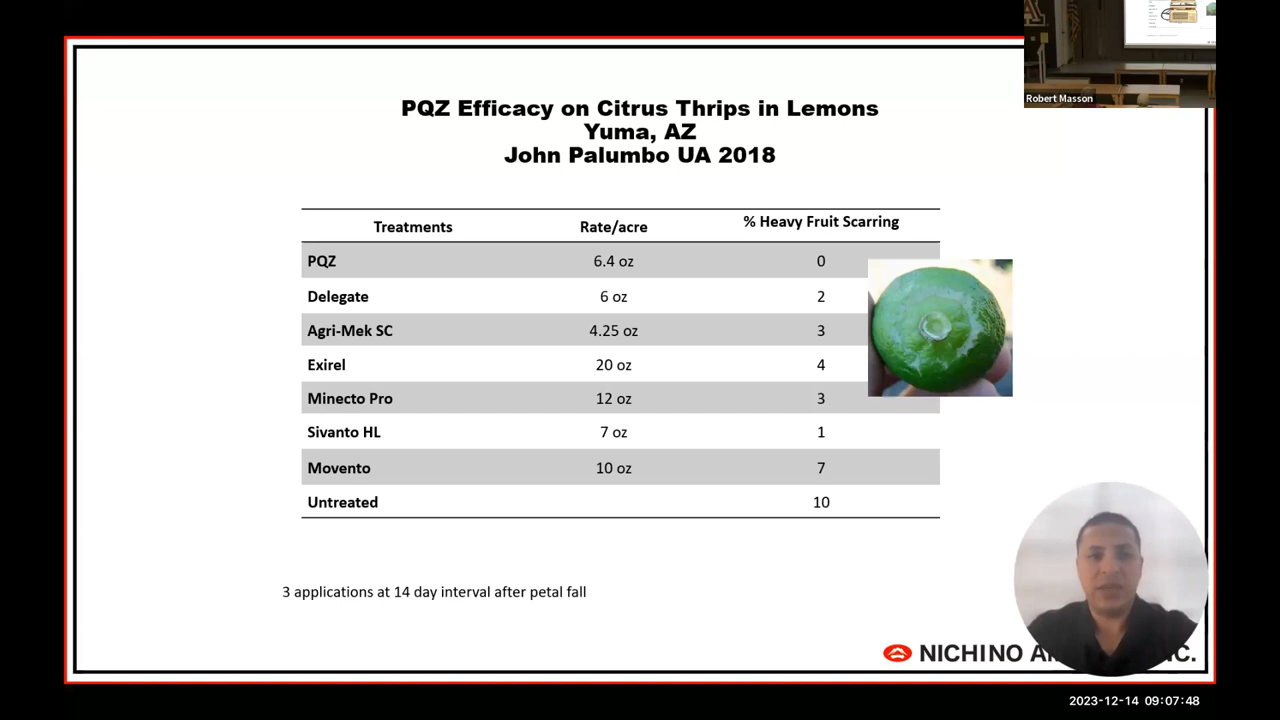 PQZ Efficacy on Citrus Thrips in Lemons
Yuma, AZ
John Palumbo UA 2018
Robert Masson
Treatments Rate/acre % Heavy Fruit Scarring
PQZ 6.4 oz 0
Delegate 6 oz 2
Agri-Mek SC 4.25 oz 3
Exirel 20 oz 4
Minecto Pro 12 oz 3
Sivanto HL 7 oz 1
Movento 10 oz 7
Untreated 10
3 applications at 14 day interval after petal fall
NICHINO
2023-12-14 09:07:48